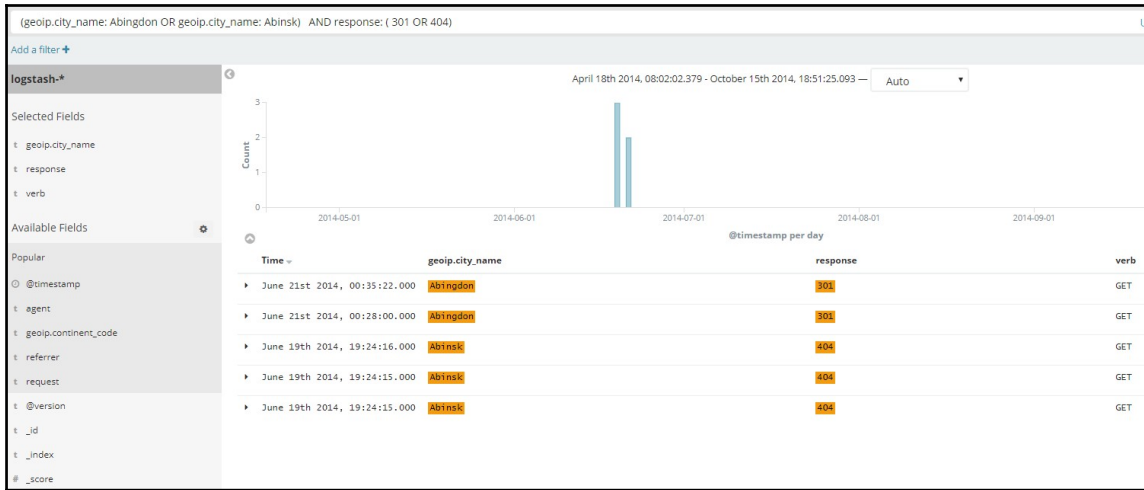 (geoip.city_name: Abingdon OR geoip.city_name: Abinsk) AND response: ( 301 OR 404)
Add a filter +
logstash-*
Selected Fields
t geoip.city_name
t response
t verb
Available Fields
Popular
@timestamp
t agent
t geoip.continent_code
t referrer
t request
t @version
t _id
t _index
# _score
April 18th 2014, 08:02:02.379 - October 15th 2014, 18:51:25.093 — Auto
Count
3
2
1
0
2014-05-01 2014-06-01 2014-07-01 2014-08-01 2014-09-01
@timestamp per day
Time geoip.city_name response verb
June 21st 2014, 00:35:22.000 Abingdon 301 GET
June 21st 2014, 00:28:00.000 Abingdon 301 GET
June 19th 2014, 19:24:16.000 Abinsk 404 GET
June 19th 2014, 19:24:15.000 Abinsk 404 GET
June 19th 2014, 19:24:15.000 Abinsk 404 GET